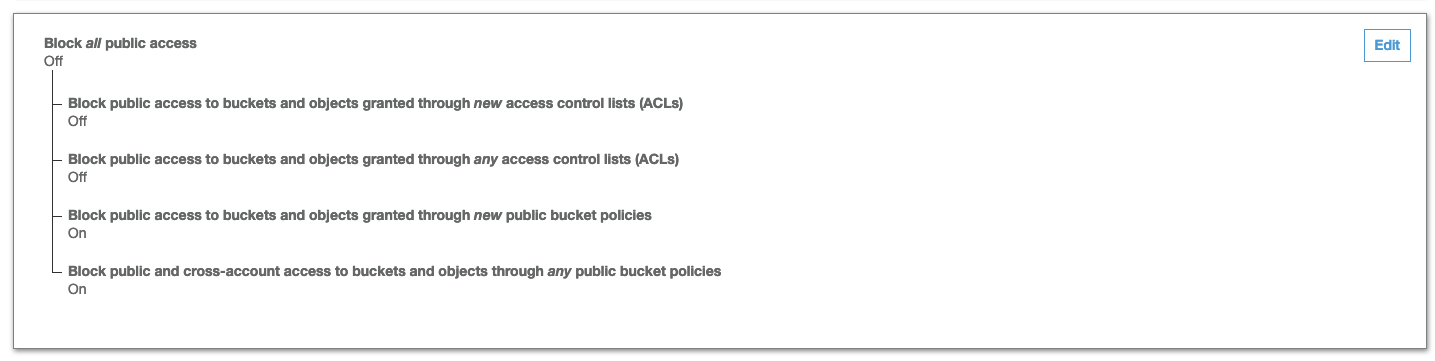 Block all public access
Edit
Off
Block public access to buckets and objects granted through new access control lists (ACLs)
Off
Block public access to buckets and objects granted through any access control lists (ACLs)
Off
Block public access to buckets and objects granted through new public bucket policies
On
Block public and cross-account access to buckets and objects through any public bucket policies
On